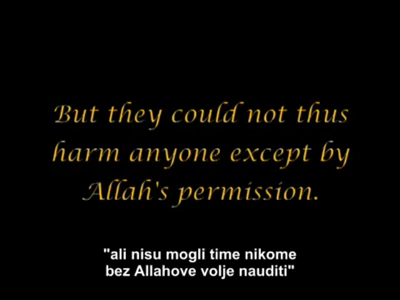 But they could not thus
harm anyone except by
Allah's permission.
"ali nisu mogli time nikome
bez Allahove volje nauditi"